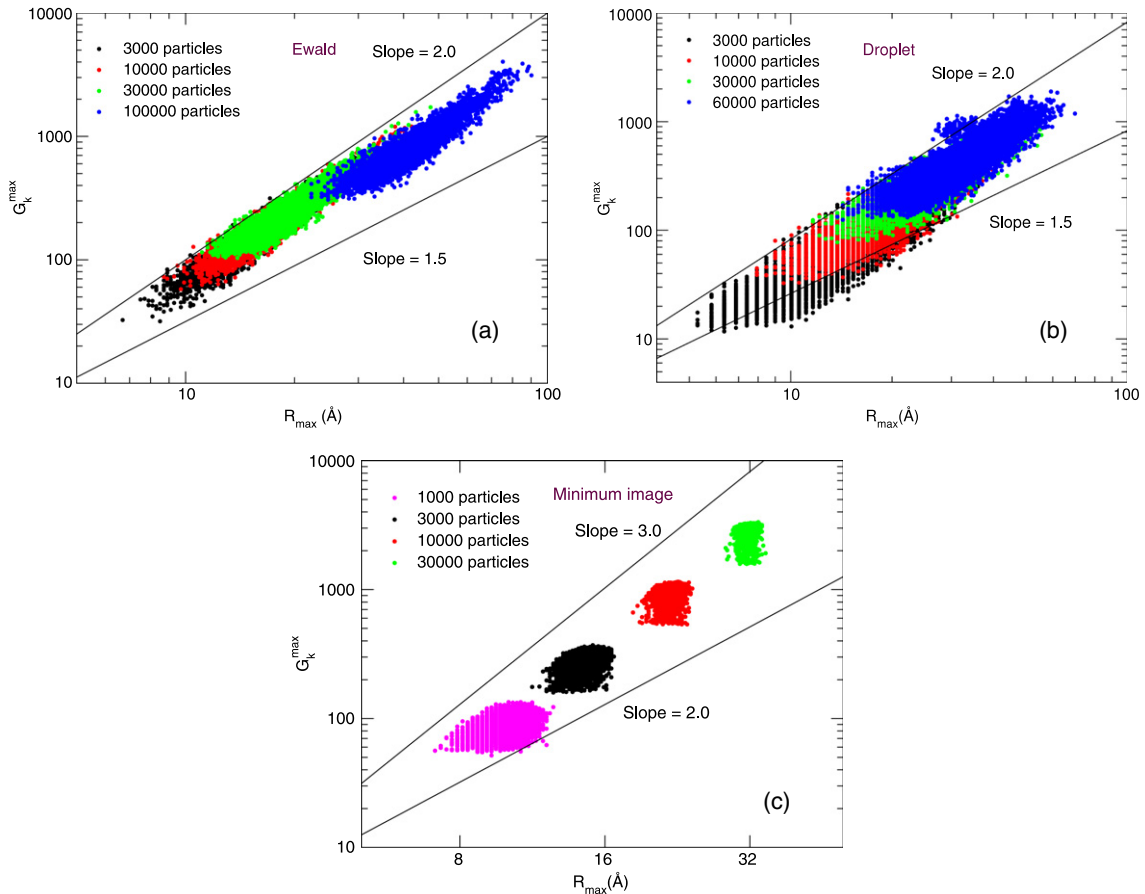 10000
1000
100
10
G_k^max
3000 particles
10000 particles
30000 particles
100000 particles
Ewald
Slope = 2.0
Slope = 1.5
(a)
10
100
R_max (Å)
10000
1000
100
10
G_k^max
3000 particles
10000 particles
30000 particles
60000 particles
Droplet
Slope = 2.0
Slope = 1.5
(b)
10
100
R_max (Å)
10000
1000
100
10
G_k^max
1000 particles
3000 particles
10000 particles
30000 particles
Minimum image
Slope = 3.0
Slope = 2.0
(c)
8
16
32
R_max(Å)